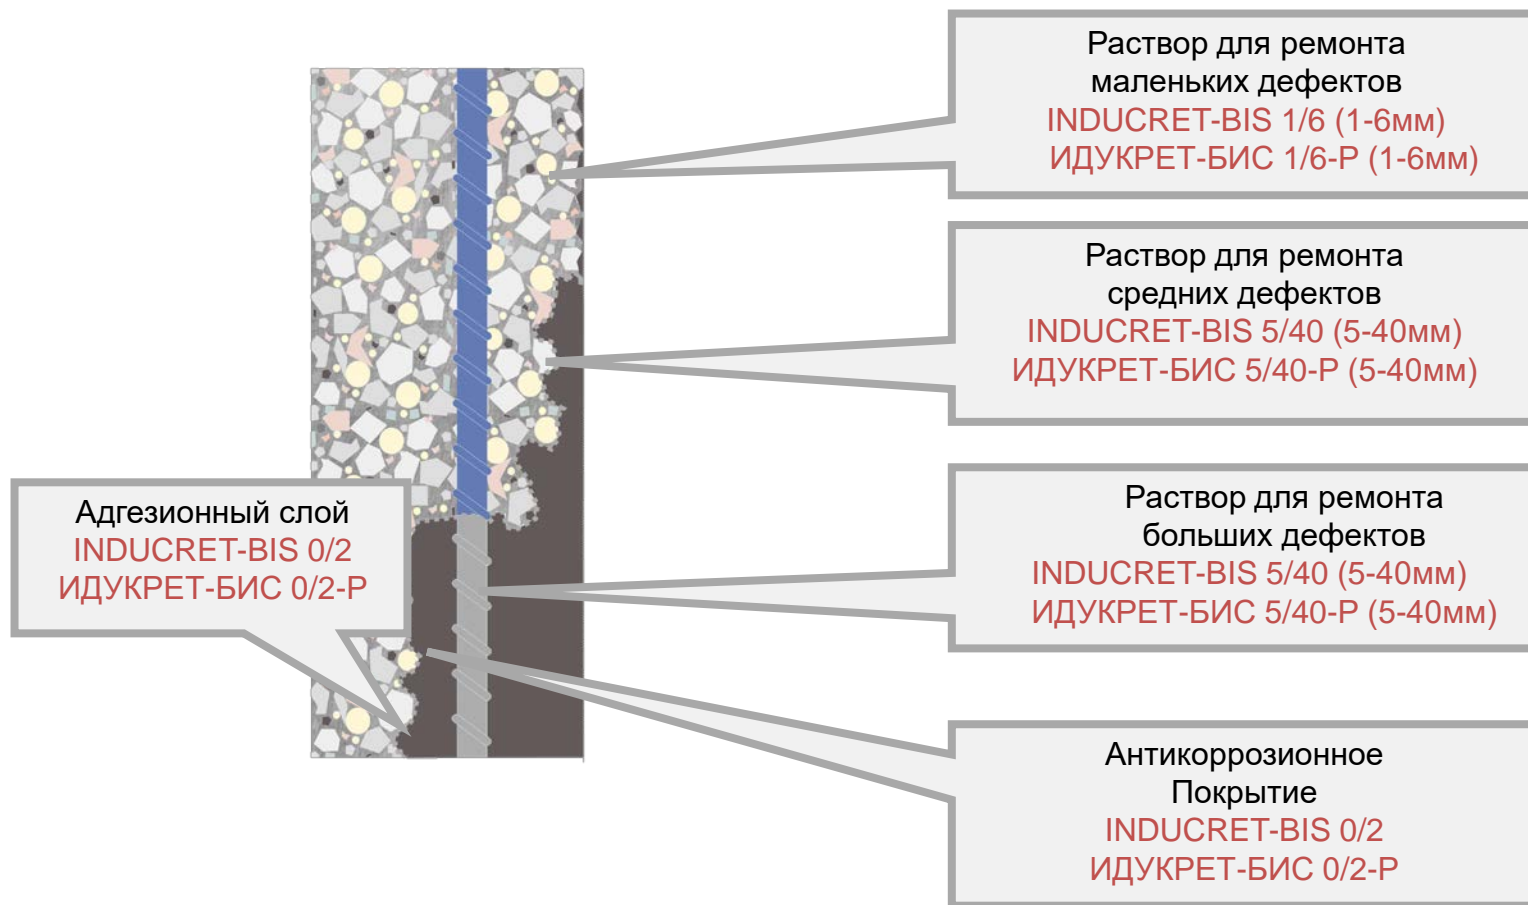 Раствор для ремонта
маленьких дефектов
INDUCRET-BIS 1/6 (1-6мм)
ИДУКРЕТ-БИС 1/6-Р (1-6мм)
Раствор для ремонта
средних дефектов
INDUCRET-BIS 5/40 (5-40мм)
ИДУКРЕТ-БИС 5/40-Р (5-40мм)
Раствор для ремонта
больших дефектов
INDUCRET-BIS 5/40 (5-40мм)
ИДУКРЕТ-БИС 5/40-Р (5-40мм)
Адгезионный слой
INDUCRET-BIS 0/2
ИДУКРЕТ-БИС 0/2-Р
Антикоррозионное
Покрытие
INDUCRET-BIS 0/2
ИДУКРЕТ-БИС 0/2-Р